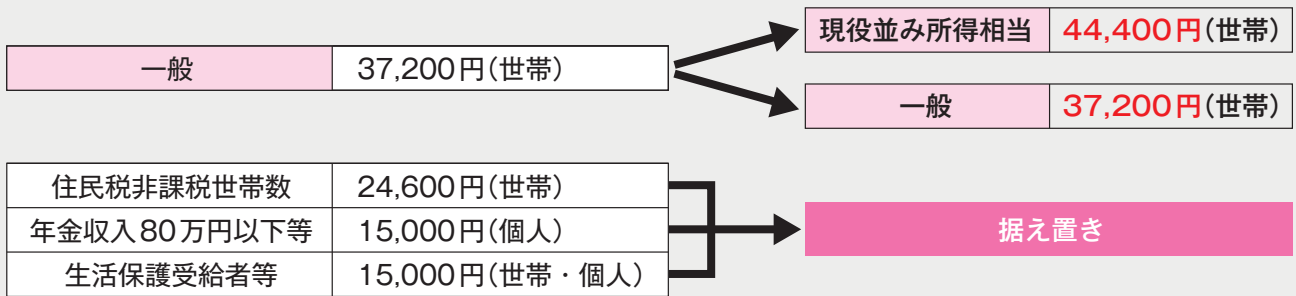 現役並み所得相当 44,400円(世帯)
一般 37,200円(世帯)
一般 37,200円(世帯)
住民税非課税世帯数 24,600円(世帯)
年金収入80万円以下等 15,000円(個人)
生活保護受給者等 15,000円(世帯・個人)
据え置き